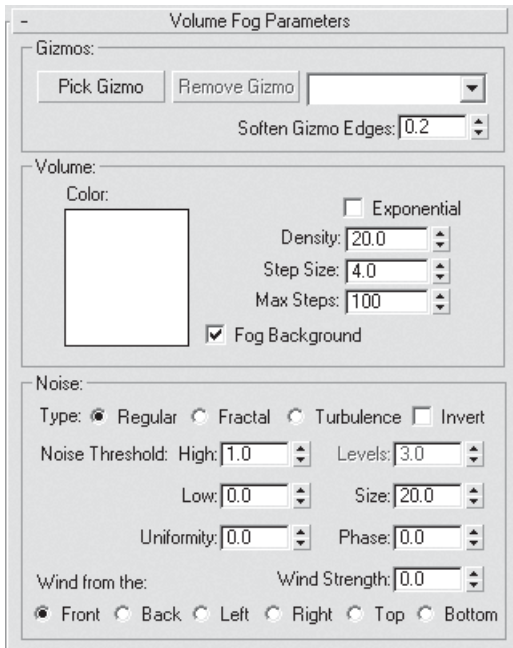 - Volume Fog Parameters
Gizmos:
Pick Gizmo Remove Gizmo
Soften Gizmo Edges: 0.2
Volume:
Color:
Exponential
Density: 20.0
Step Size: 4.0
Max Steps: 100
Fog Background
Noise:
Type: Regular Fractal Turbulence Invert
Noise Threshold: High: 1.0 Levels: 3.0
Low: 0.0 Size: 20.0
Uniformity: 0.0 Phase: 0.0
Wind from the: Wind Strength: 0.0
Front Back Left Right Top Bottom